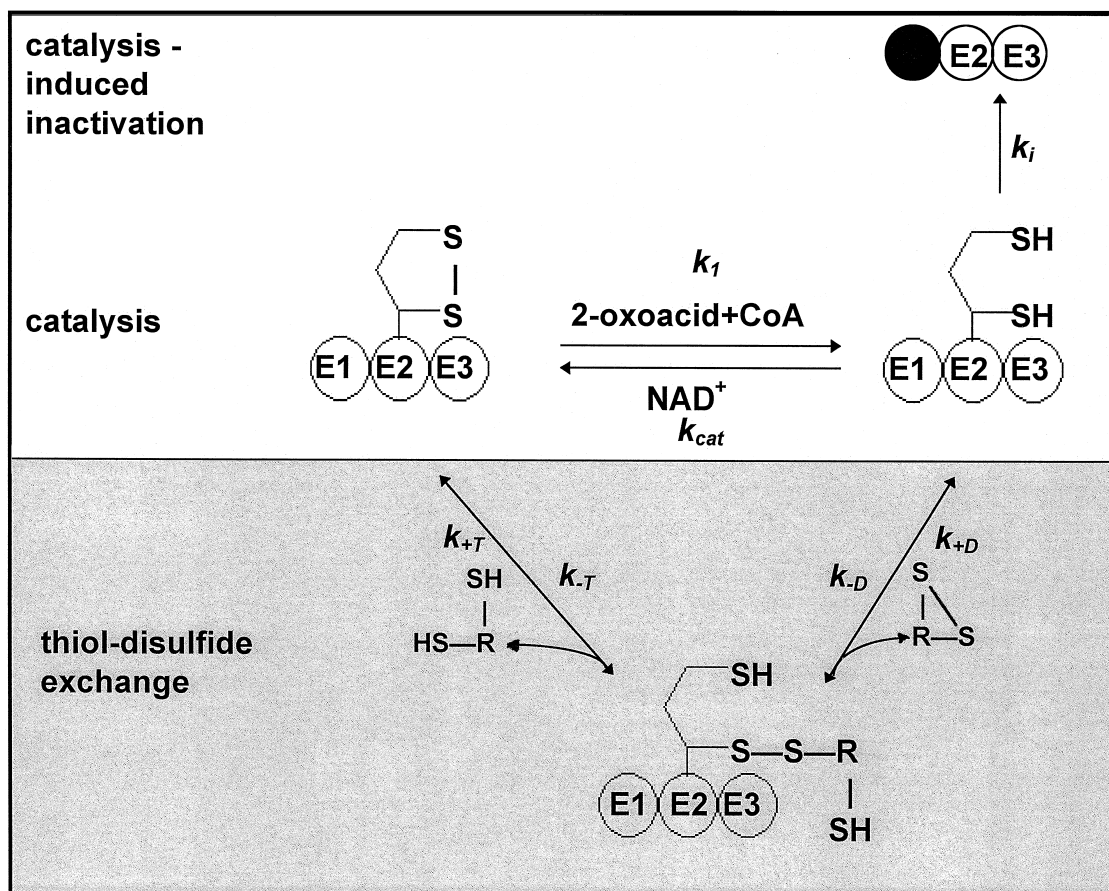 catalysis -
induced
inactivation
E2 E3
k_i
S
S
SH
SH
k_1
catalysis
2-oxoacid+CoA
E1 E2 E3
E1 E2 E3
NAD⁺
k_cat
k_+T
k_-T
k_-D
k_+D
SH
HS—R
S
R—S
thiol-disulfide
exchange
SH
S—S—R
E1 E2 E3
SH